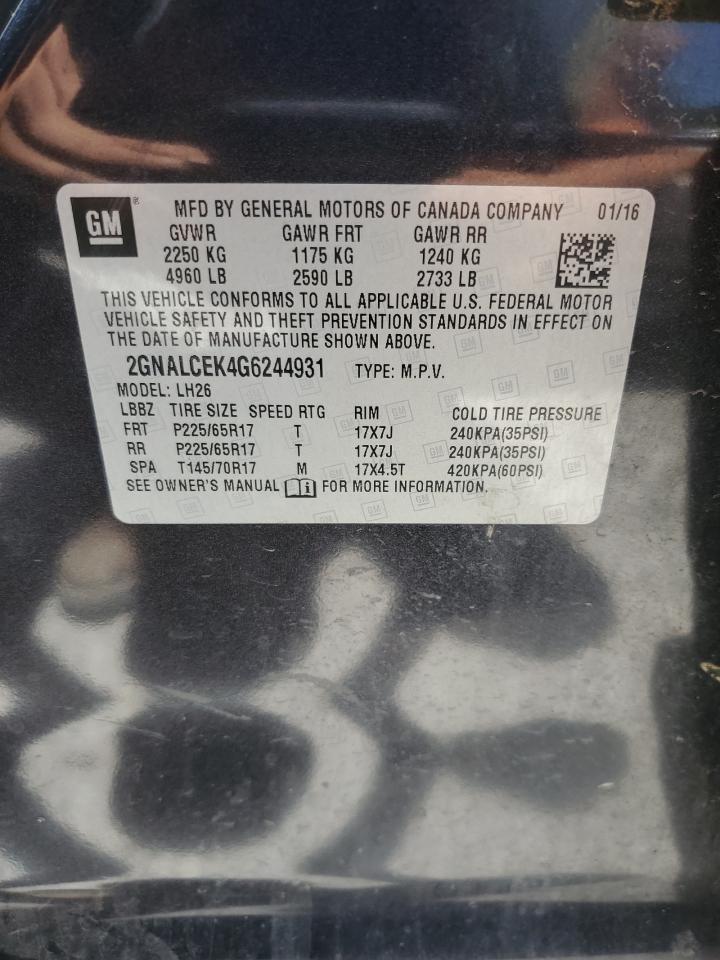 GM ® MFD BY GENERAL MOTORS OF CANADA COMPANY 01/16
GVWR GAWR FRT GAWR RR
2250 KG 1175 KG 1240 KG
4960 LB 2590 LB 2733 LB
THIS VEHICLE CONFORMS TO ALL APPLICABLE U.S. FEDERAL MOTOR
VEHICLE SAFETY AND THEFT PREVENTION STANDARDS IN EFFECT ON
THE DATE OF MANUFACTURE SHOWN ABOVE.
2GNALCEK4G6244931 TYPE: M.P.V.
MODEL: LH26
LBBZ TIRE SIZE SPEED RTG RIM COLD TIRE PRESSURE
FRT P225/65R17 T 17X7J 240KPA(35PSI)
RR P225/65R17 T 17X7J 240KPA(35PSI)
SPA T145/70R17 M 17X4.5T 420KPA(60PSI)
SEE OWNER'S MANUAL FOR MORE INFORMATION.